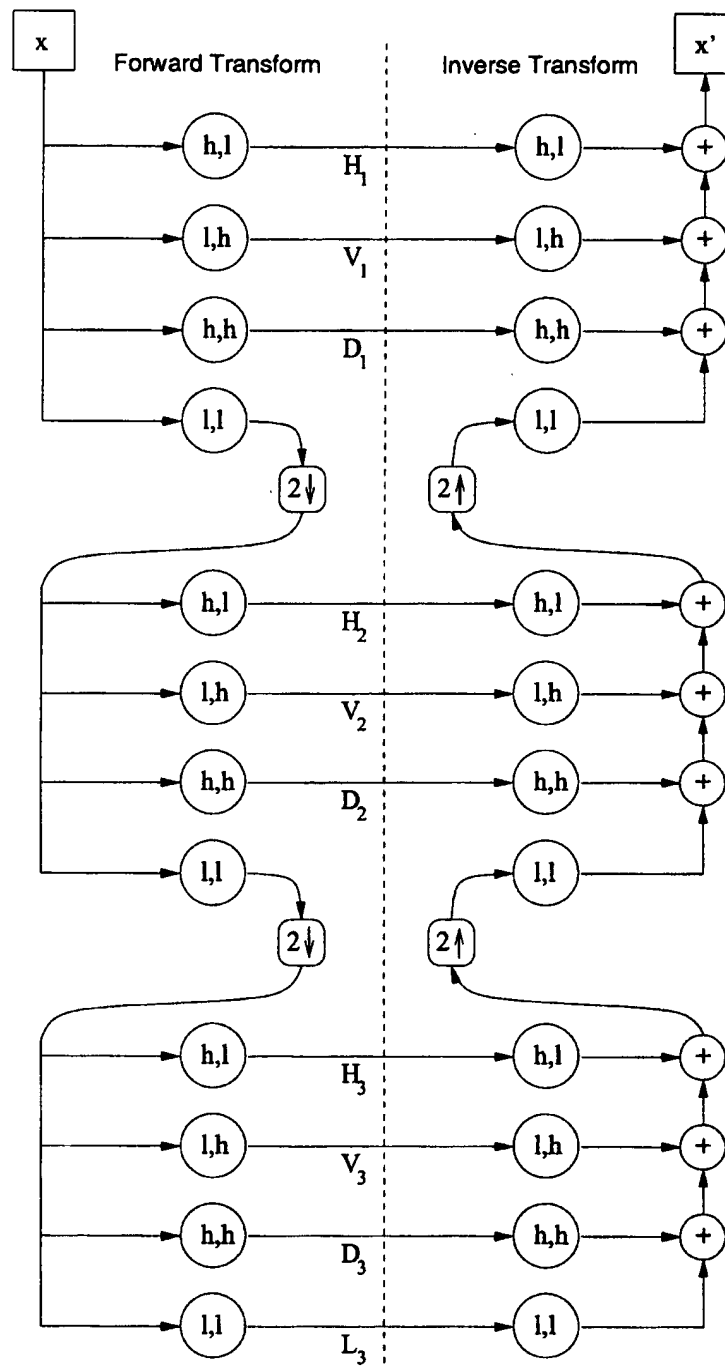 x x'
Forward Transform Inverse Transform
h,l H1 h,l +
l,h V1 l,h +
h,h D1 h,h +
l,l l,l
2↓ 2↑
h,l H2 h,l +
l,h V2 l,h +
h,h D2 h,h +
l,l l,l
2↓ 2↑
h,l H3 h,l +
l,h V3 l,h +
h,h D3 h,h +
l,l L3 l,l